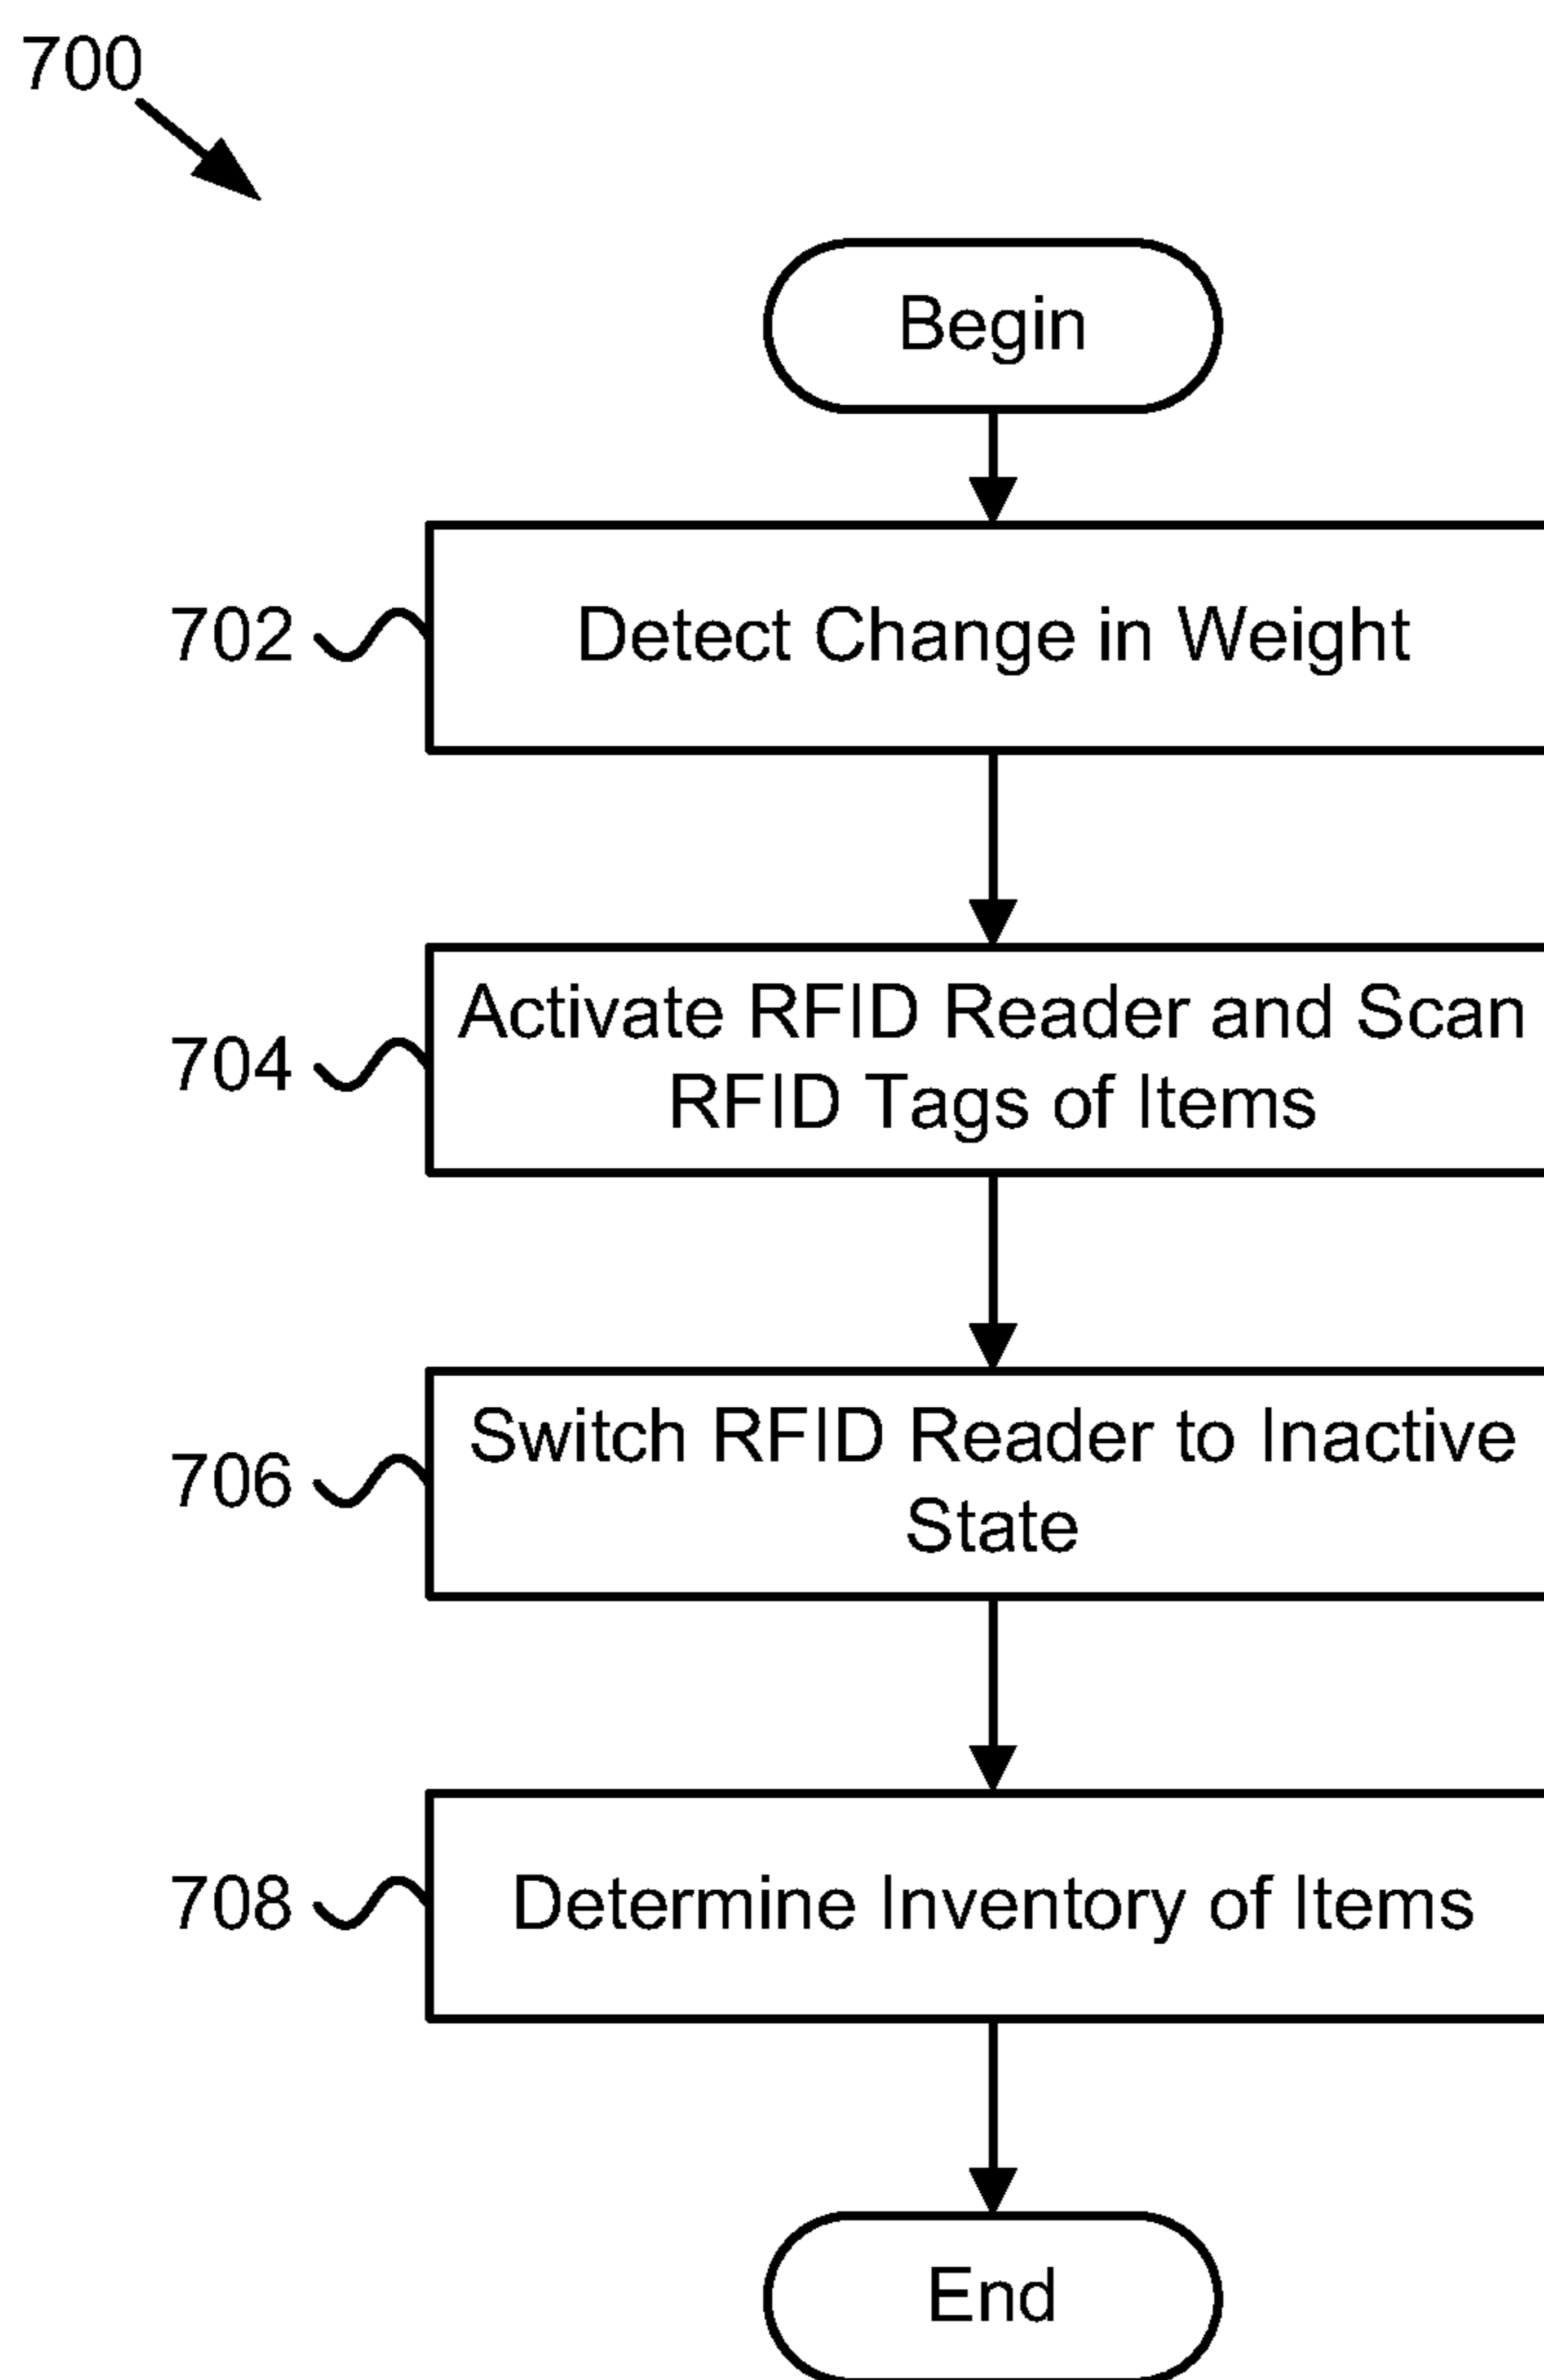 700
Begin
702
Detect Change in Weight
704
Activate RFID Reader and Scan
RFID Tags of Items
706
Switch RFID Reader to Inactive
State
708
Determine Inventory of Items
End